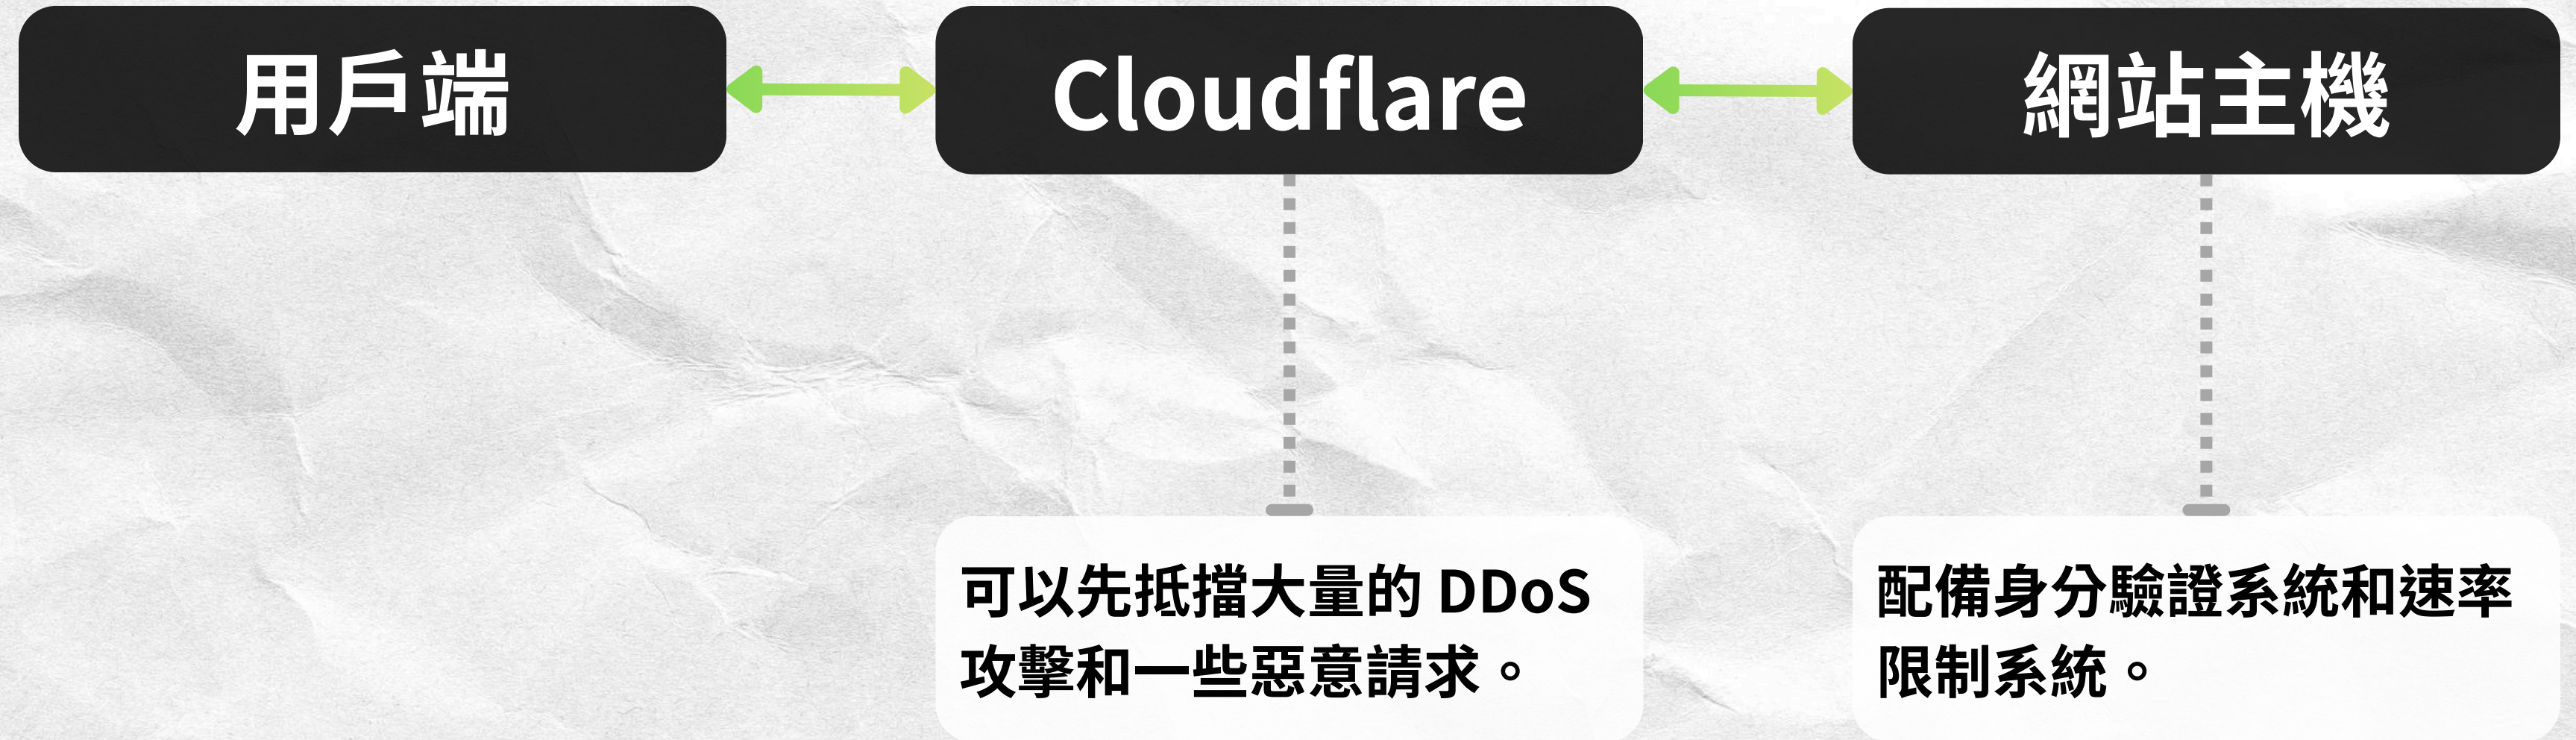 用戶端
Cloudflare
網站主機
可以先抵擋大量的 DDoS
攻擊和一些惡意請求。
配備身分驗證系統和速率
限制系統。